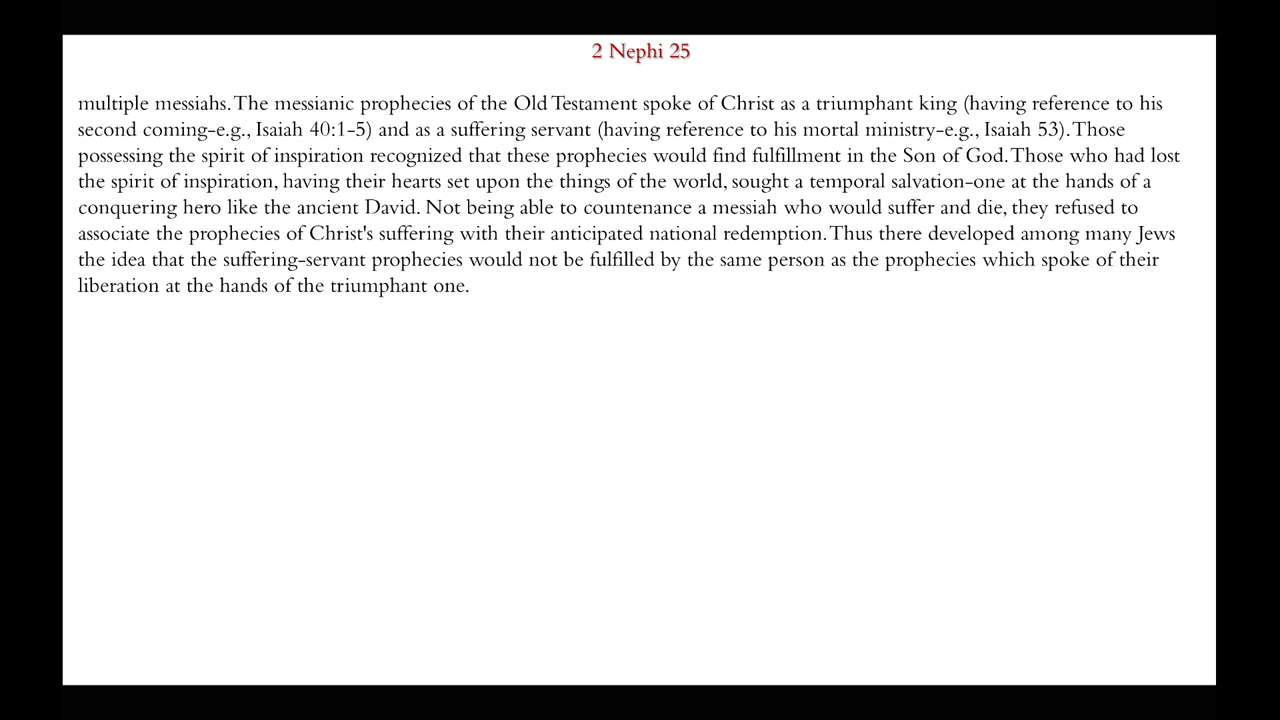 2 Nephi 25
multiple messiahs. The messianic prophecies of the Old Testament spoke of Christ as a triumphant king (having reference to his
second coming-e.g., Isaiah 40:1-5) and as a suffering servant (having reference to his mortal ministry-e.g., Isaiah 53). Those
possessing the spirit of inspiration recognized that these prophecies would find fulfillment in the Son of God. Those who had lost
the spirit of inspiration, having their hearts set upon the things of the world, sought a temporal salvation-one at the hands of a
conquering hero like the ancient David. Not being able to countenance a messiah who would suffer and die, they refused to
associate the prophecies of Christ's suffering with their anticipated national redemption. Thus there developed among many Jews
the idea that the suffering-servant prophecies would not be fulfilled by the same person as the prophecies which spoke of their
liberation at the hands of the triumphant one.